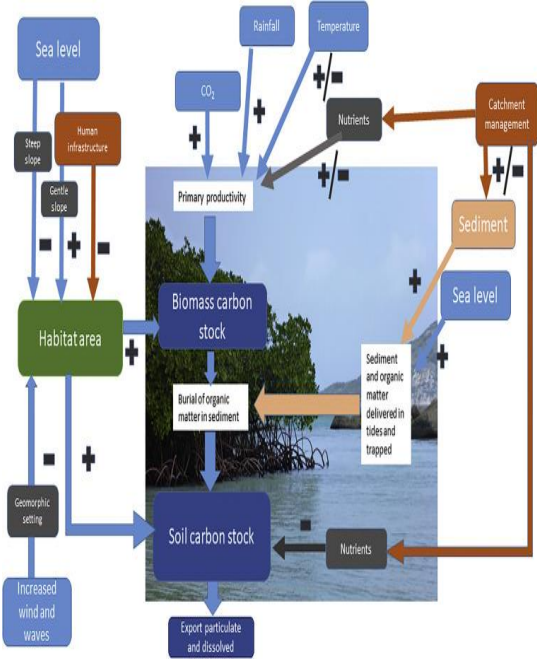 Sea level
Rainfall
Temperature
CO₂
+/-
Steep
slope
Human
infrastructure
+
+
Nutrients
Catchment
management
Gentle
slope
+/-
+/-
Primary productivity
Sediment
-
+
-
+
Sea level
Habitat area
+
Biomass carbon
stock
+
Burial of organic
matter in sediment
Sediment
and organic
matter
delivered in
tides and
trapped
-
+
Geomorphic
setting
Soil carbon stock
-
Nutrients
Increased
wind and
waves
Export particulate
and dissolved